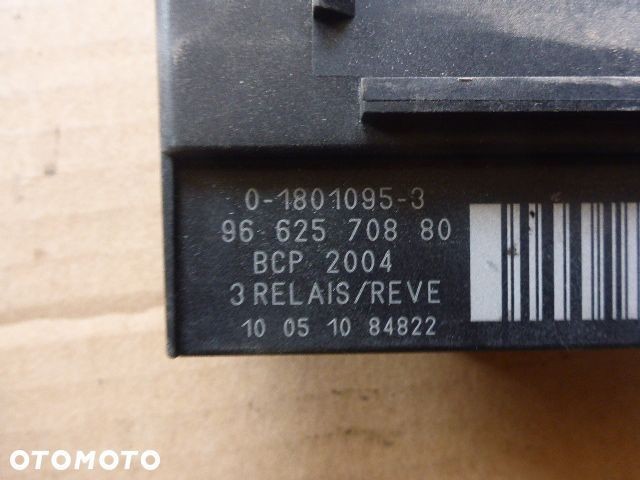 0-1801095-3
96 625 708 80
BCP 2004
3 RELAIS/REVE
10 05 10 84822
OTOMOTO